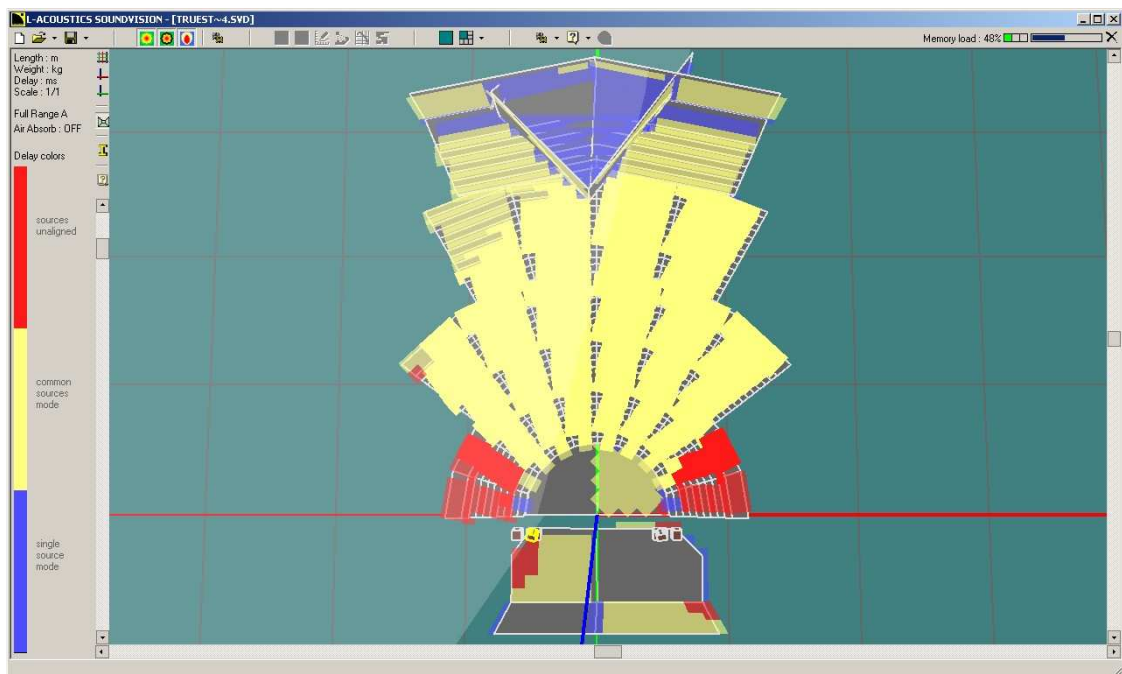 L-ACOUSTICS SOUNDVISION - [TRUEST~4.SVD]
Memory load : 48%
Length : m
Weight : kg
Delay : ms
Scale : 1/1
Full Range A
Air Absorb : OFF
Delay colors
sources
unaligned
common
sources
mode
single
source
mode